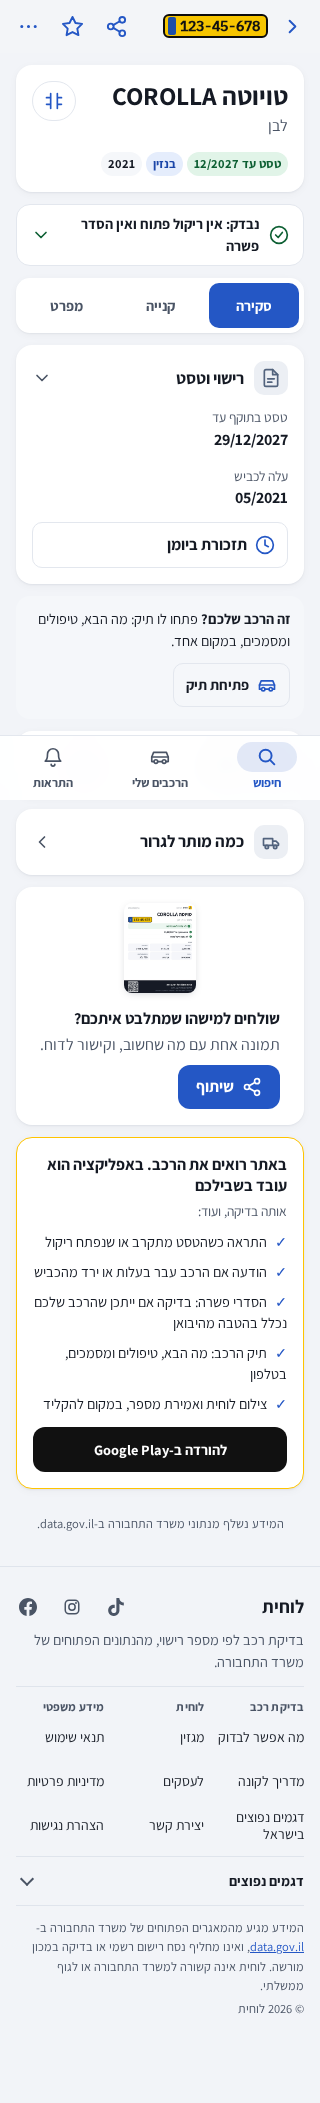 123-45-678
טויוטה COROLLA
לבן
טסט עד 12/2027
בנזין
2021
נבדק: אין ריקול פתוח ואין הסדר
פשרה
סקירה
קנייה
מפרט
רישוי וטסט
טסט בתוקף עד
29/12/2027
עלה לכביש
05/2021
תזכורת ביומן
זה הרכב שלכם? פתחו לו תיק: מה הבא, טיפולים
ומסמכים, במקום אחד.
פתיחת תיק
חיפוש
הרכבים שלי
התראות
כמה מותר לגרור
טויוטה COROLLA
שולחים למישהו שמתלבט איתכם?
תמונה אחת עם מה שחשוב, וקישור לדוח.
שיתוף
באתר רואים את הרכב. באפליקציה הוא
עובד בשבילכם
אותה בדיקה, ועוד:
✓ התראה כשהטסט מתקרב או שנפתח ריקול
✓ הודעה אם הרכב עבר בעלות או ירד מהכביש
✓ הסדרי פשרה: בדיקה אם ייתכן שהרכב שלכם
נכלל בהטבה מהיבואן
✓ תיק הרכב: מה הבא, טיפולים ומסמכים,
בטלפון
✓ צילום לוחית ואמירת מספר, במקום להקליד
להורדה ב-Google Play
המידע נשלף מנתוני משרד התחבורה ב-data.gov.il.
לוחית
בדיקת רכב לפי מספר רישוי, מהנתונים הפתוחים של
משרד התחבורה.
בדיקת רכב
לוחית
מידע משפטי
מה אפשר לבדוק
מגזין
תנאי שימוש
מדריך לקונה
לעסקים
מדיניות פרטיות
דגמים נפוצים
בישראל
יצירת קשר
הצהרת נגישות
דגמים נפוצים
המידע מגיע מהמאגרים הפתוחים של משרד התחבורה ב-
data.gov.il, ואינו מחליף נסח רישום רשמי או בדיקה במכון
מורשה. לוחית אינה קשורה למשרד התחבורה או לגוף
ממשלתי.
© 2026 לוחית